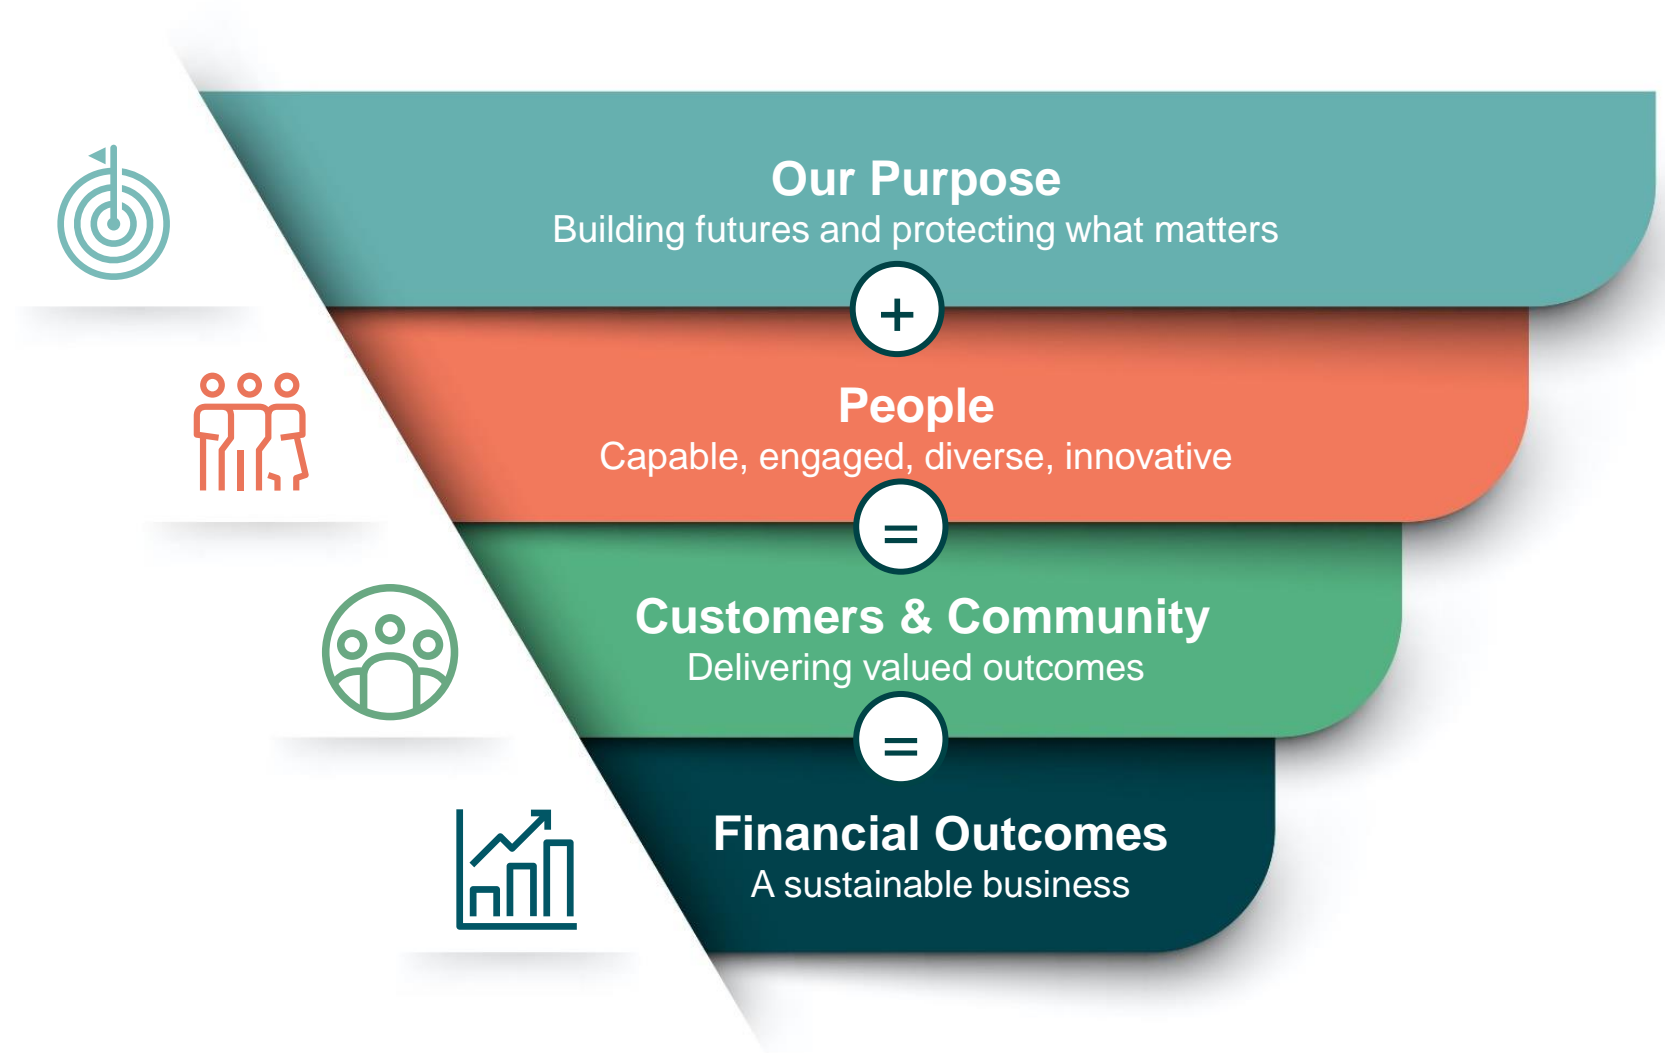 Our Purpose
Building futures and protecting what matters
+
People
Capable, engaged, diverse, innovative
=
Customers & Community
Delivering valued outcomes
=
Financial Outcomes
A sustainable business